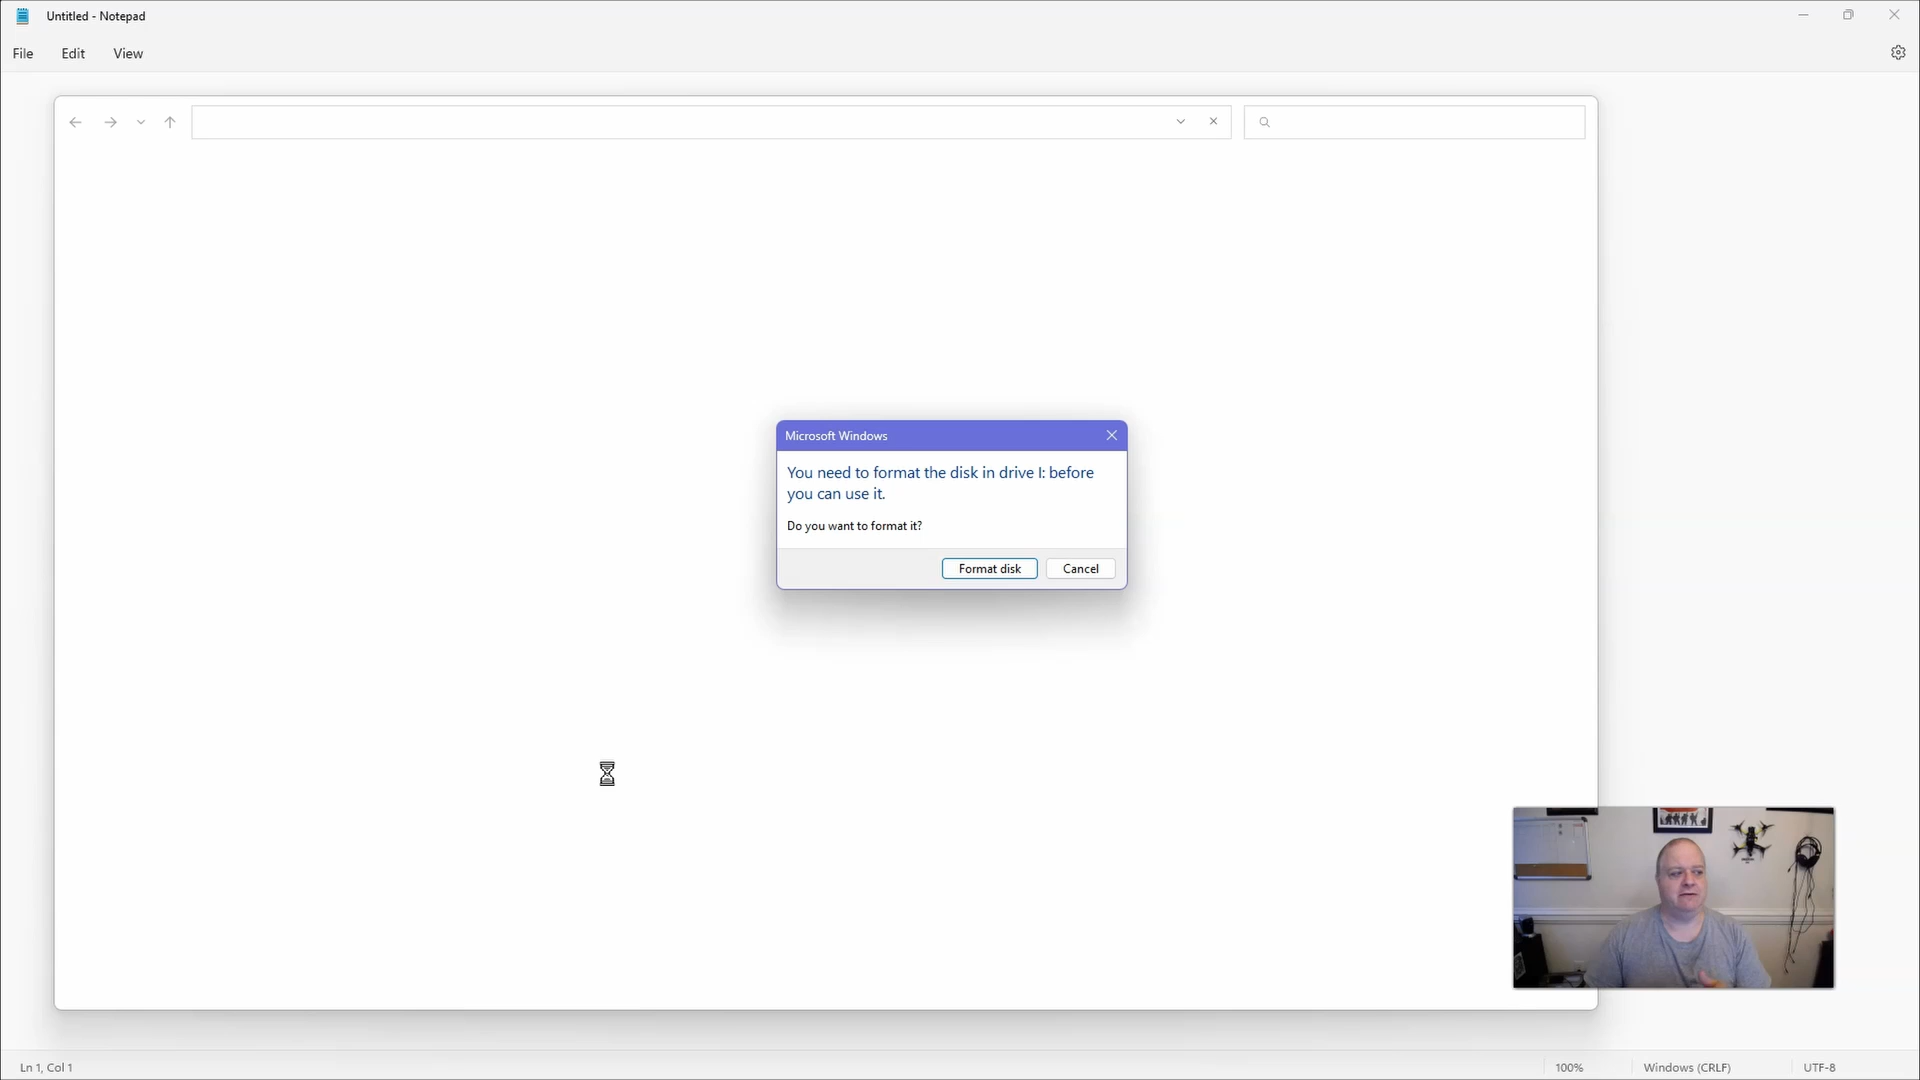 Untitled - Notepad
File Edit View
Microsoft Windows
You need to format the disk in drive I: before
you can use it.
Do you want to format it?
Format disk Cancel
Ln 1, Col 1 100% Windows (CRLF) UTF-8